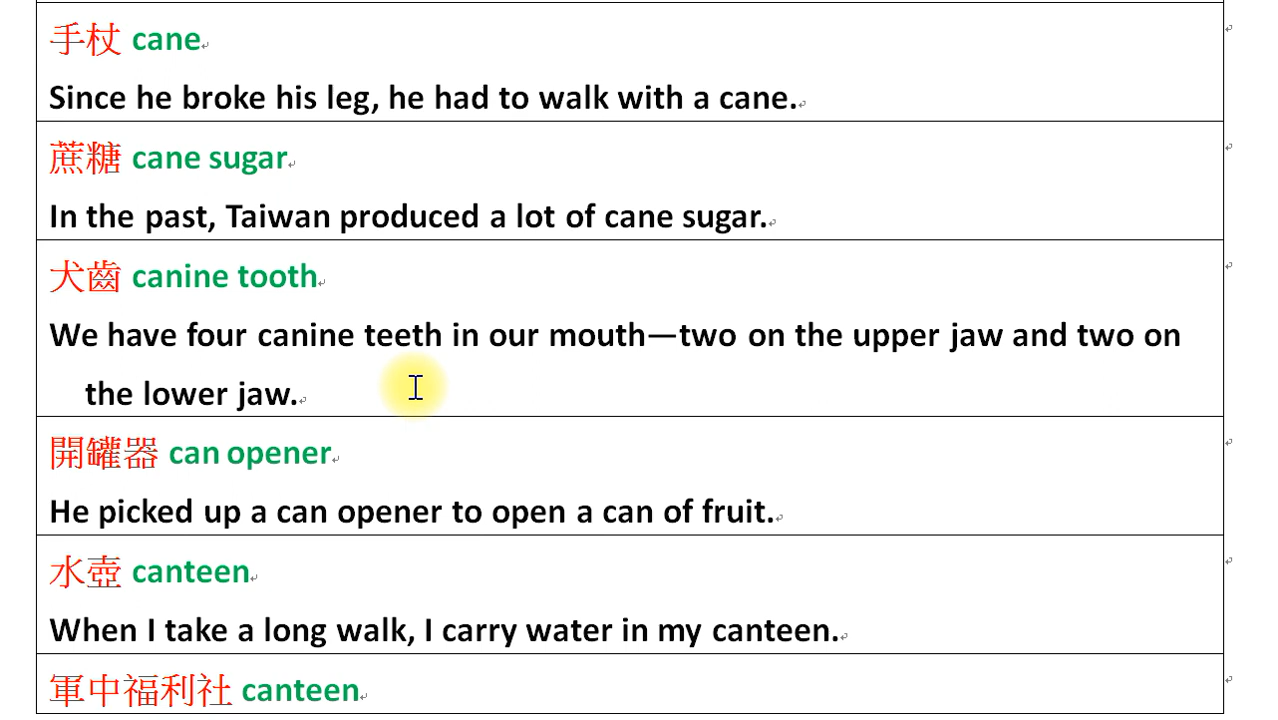 手杖 cane
Since he broke his leg, he had to walk with a cane.
蔗糖 cane sugar
In the past, Taiwan produced a lot of cane sugar.
犬齒 canine tooth
We have four canine teeth in our mouth—two on the upper jaw and two on
the lower jaw.
開罐器 can opener
He picked up a can opener to open a can of fruit.
水壺 canteen
When I take a long walk, I carry water in my canteen.
軍中福利社 canteen